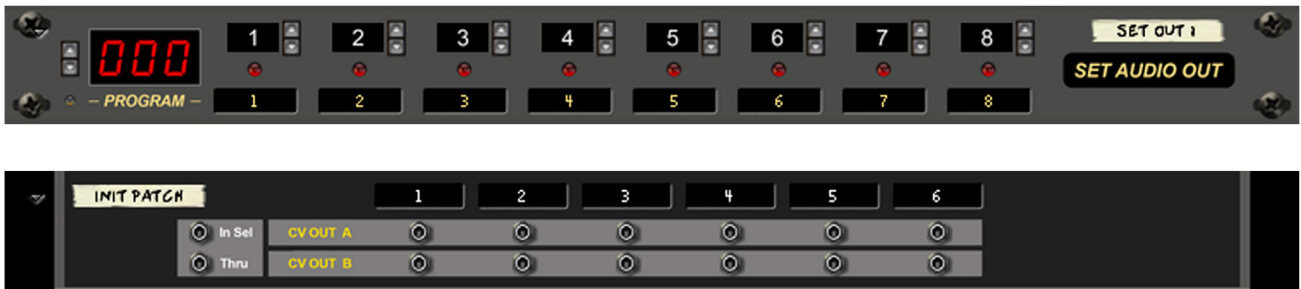 1 2 3 4 5 6 7 8 SET OUT 1
000 SET AUDIO OUT
– PROGRAM – 1 2 3 4 5 6 7 8
INIT PATCH 1 2 3 4 5 6
In Sel CV OUT A
Thru CV OUT B